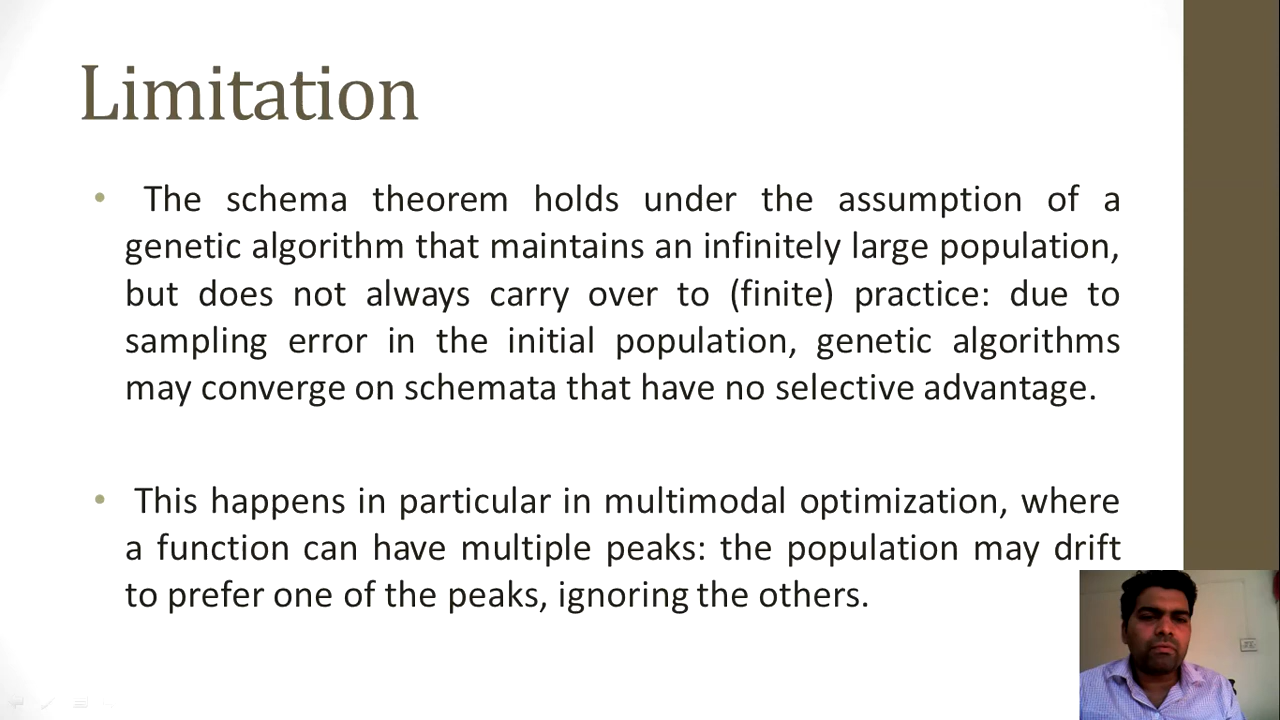 Limitation
• The schema theorem holds under the assumption of a
genetic algorithm that maintains an infinitely large population,
but does not always carry over to (finite) practice: due to
sampling error in the initial population, genetic algorithms
may converge on schemata that have no selective advantage.
• This happens in particular in multimodal optimization, where
a function can have multiple peaks: the population may drift
to prefer one of the peaks, ignoring the others.